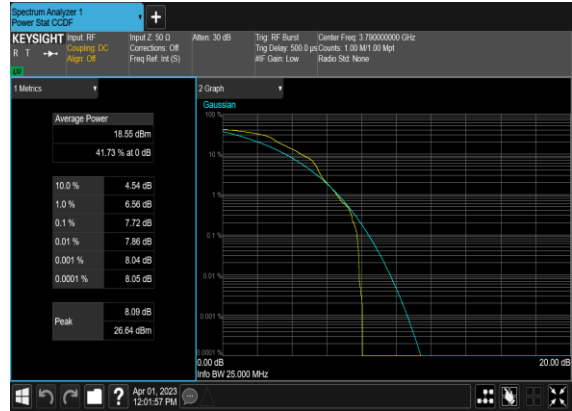 Spectrum Analyzer 1
Power Stat CCDF
KEYSIGHT
R T
LV
Input: RF
Coupling: DC
Align: Off
Input Z: 50 Ω
Corrections: Off
Freq Ref: Int (S)
Atten: 30 dB
Trig: RF Burst
Trig Delay: 500.0 µs
#IF Gain: Low
Center Freq: 3.790000000 GHz
Counts: 1.00 M/1.00 Mpt
Radio Std: None
1 Metrics
Average Power
18.55 dBm
41.73 % at 0 dB
10.0 % 4.54 dB
1.0 % 6.56 dB
0.1 % 7.72 dB
0.01 % 7.86 dB
0.001 % 8.04 dB
0.0001 % 8.05 dB
Peak 8.09 dB
26.64 dBm
2 Graph
Gaussian
100 %
10 %
1 %
0.1 %
0.01 %
0.001 %
0.0001 %
0.00 dB 20.00 dB
Info BW 25.000 MHz
Apr 01, 2023
12:01:57 PM